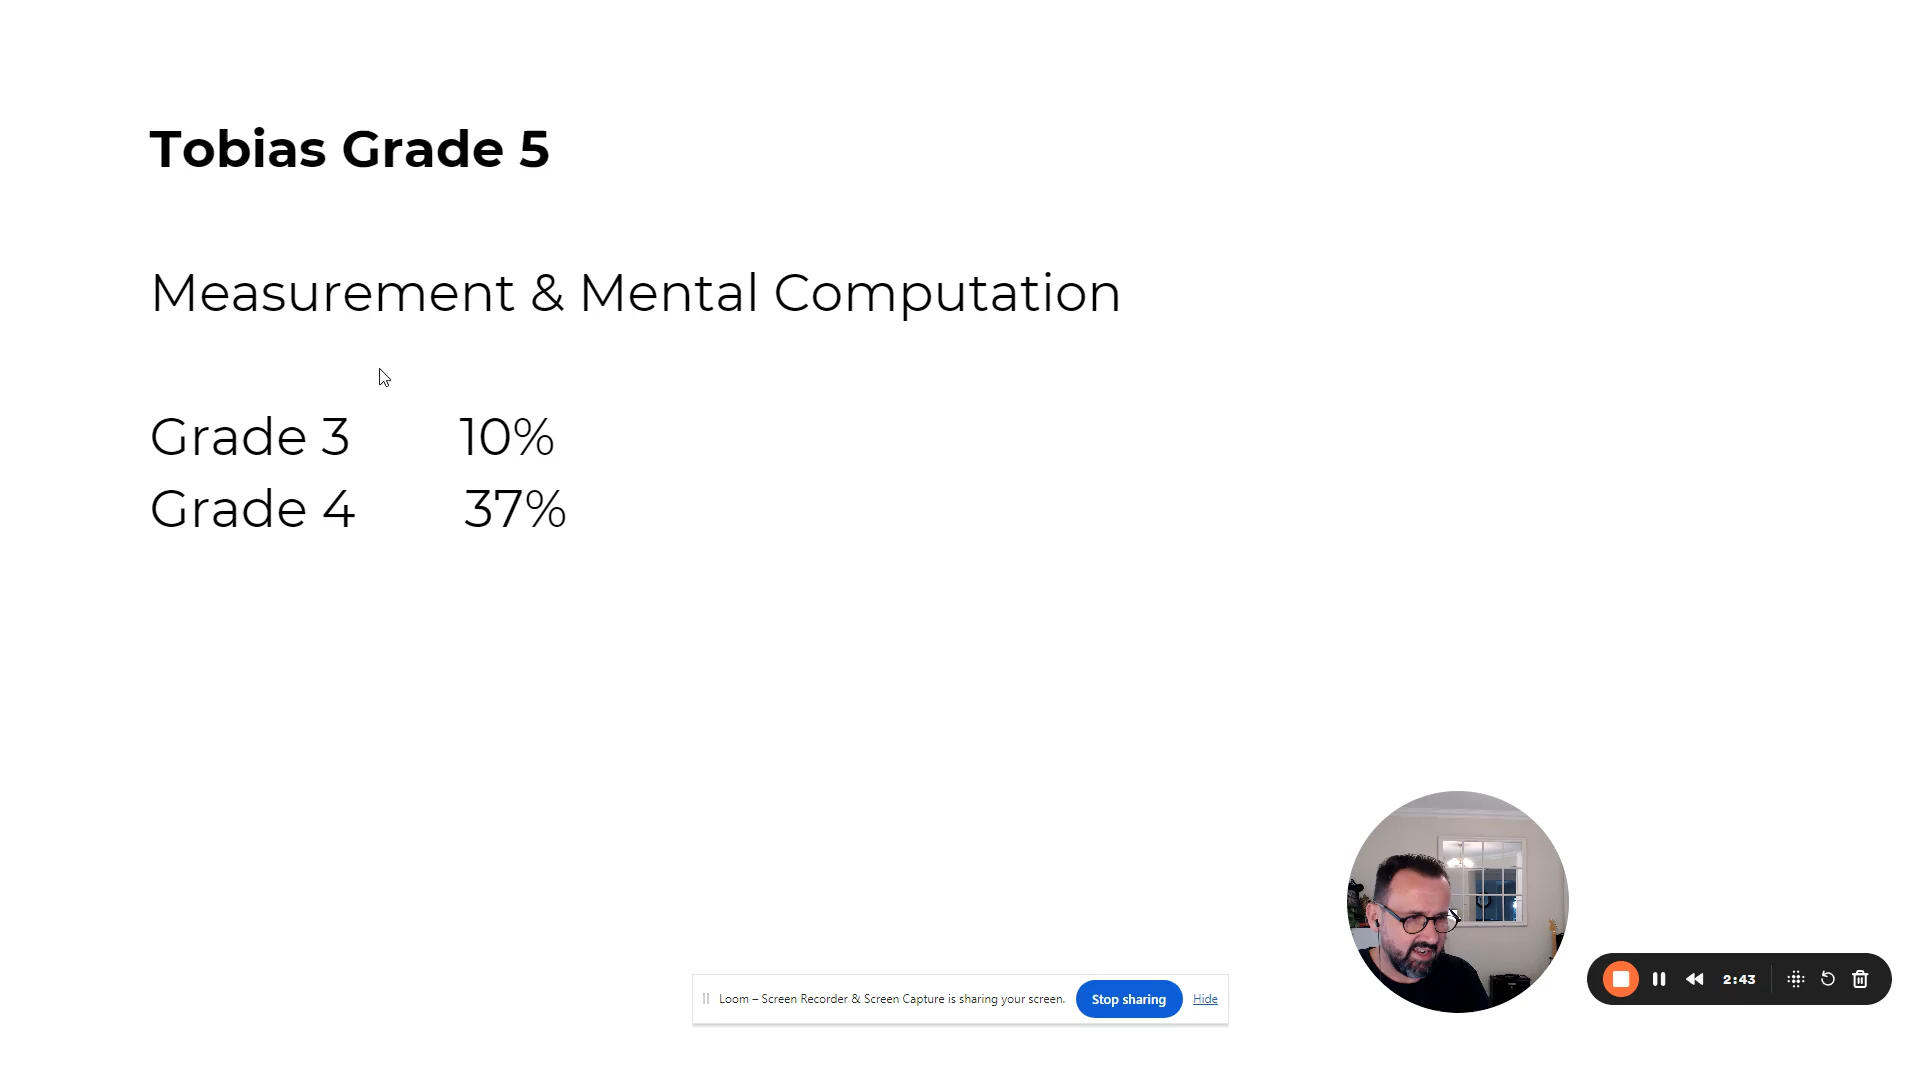 Tobias Grade 5
Measurement & Mental Computation
Grade 3 10%
Grade 4 37%
Loom – Screen Recorder & Screen Capture is sharing your screen. Stop sharing Hide
2:43